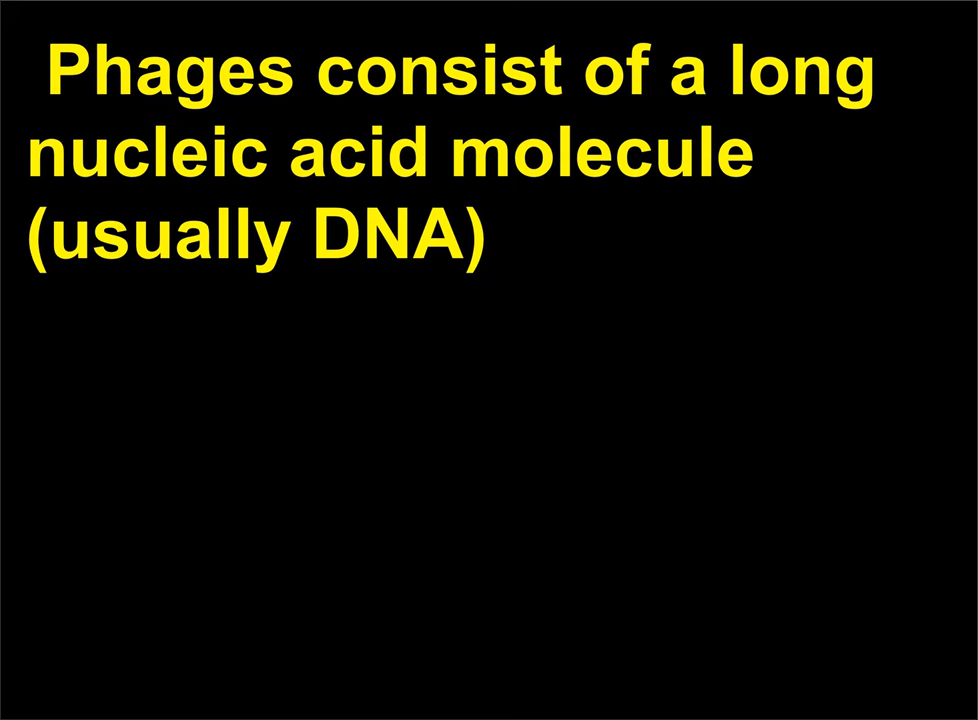 Phages consist of a long
nucleic acid molecule
(usually DNA)